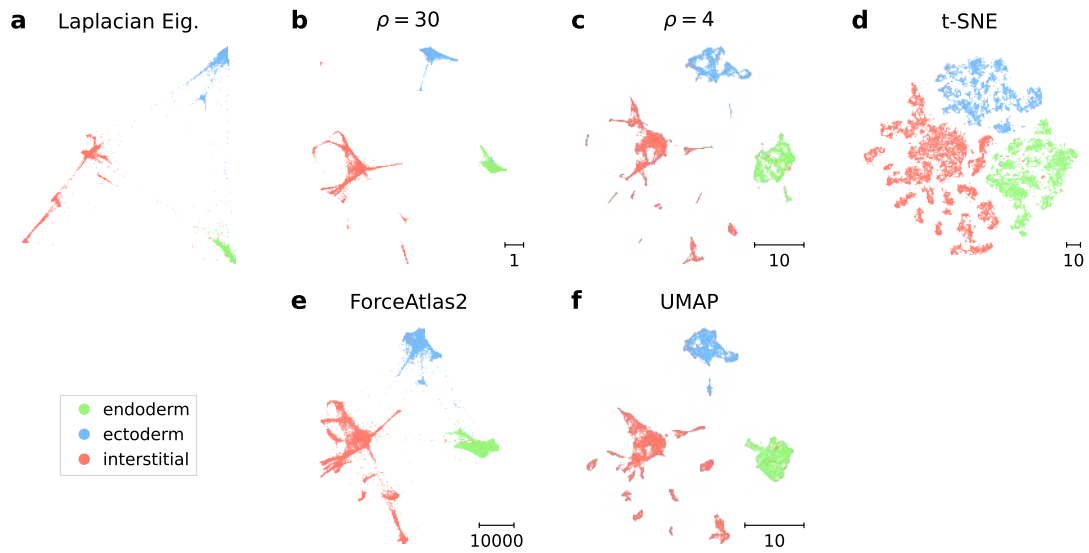 a Laplacian Eig.
b ρ = 30
c ρ = 4
d t-SNE
1
10
10
e ForceAtlas2
f UMAP
endoderm
ectoderm
interstitial
10000
10